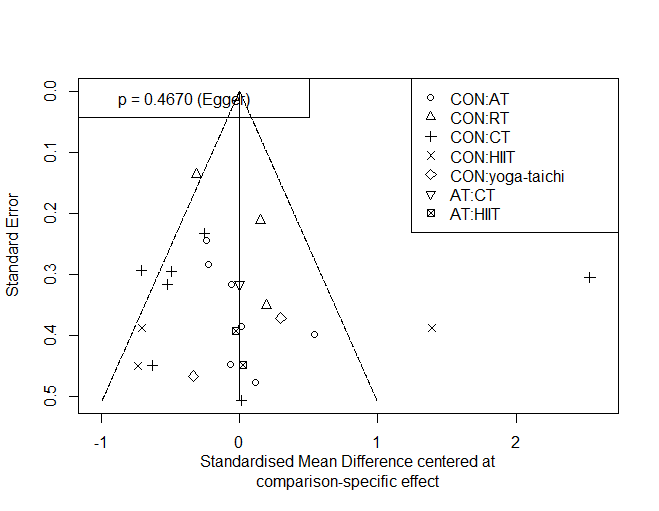 p = 0.4670 (Egger)
CON:AT
CON:RT
CON:CT
CON:HIIT
CON:yoga-taichi
AT:CT
AT:HIIT
Standard Error
0.0
0.1
0.2
0.3
0.4
0.5
-1
0
1
2
Standardised Mean Difference centered at
comparison-specific effect